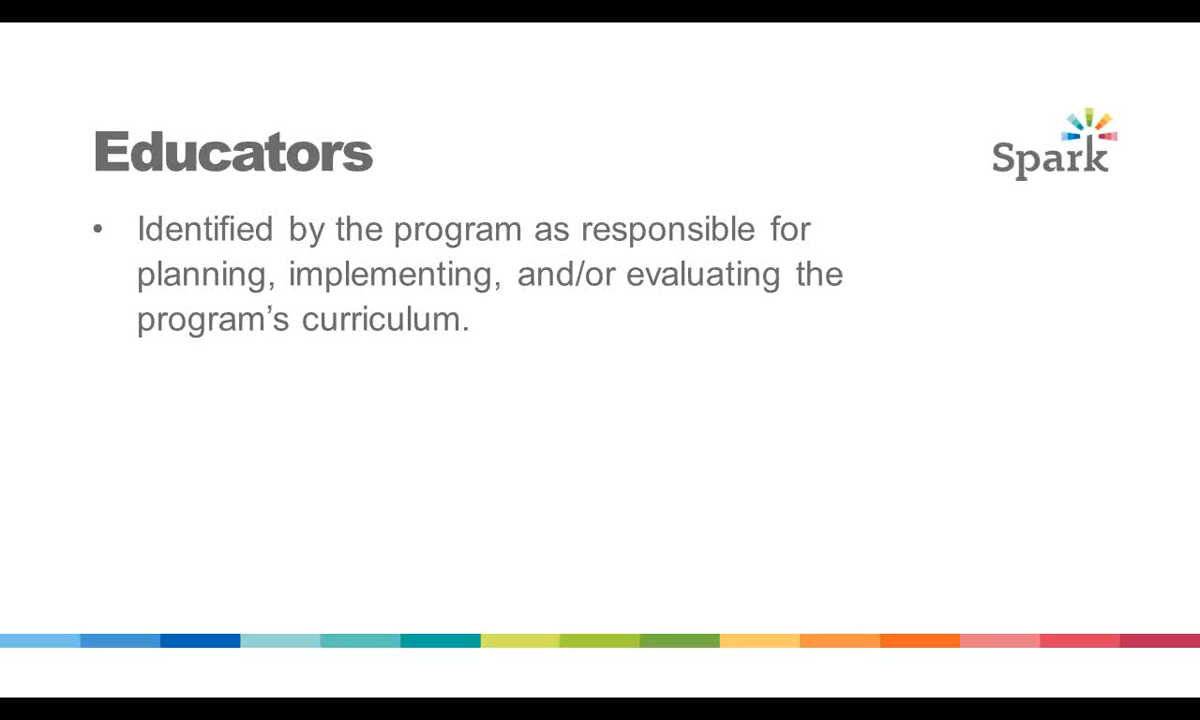 Educators
Spark
• Identified by the program as responsible for
planning, implementing, and/or evaluating the
program’s curriculum.